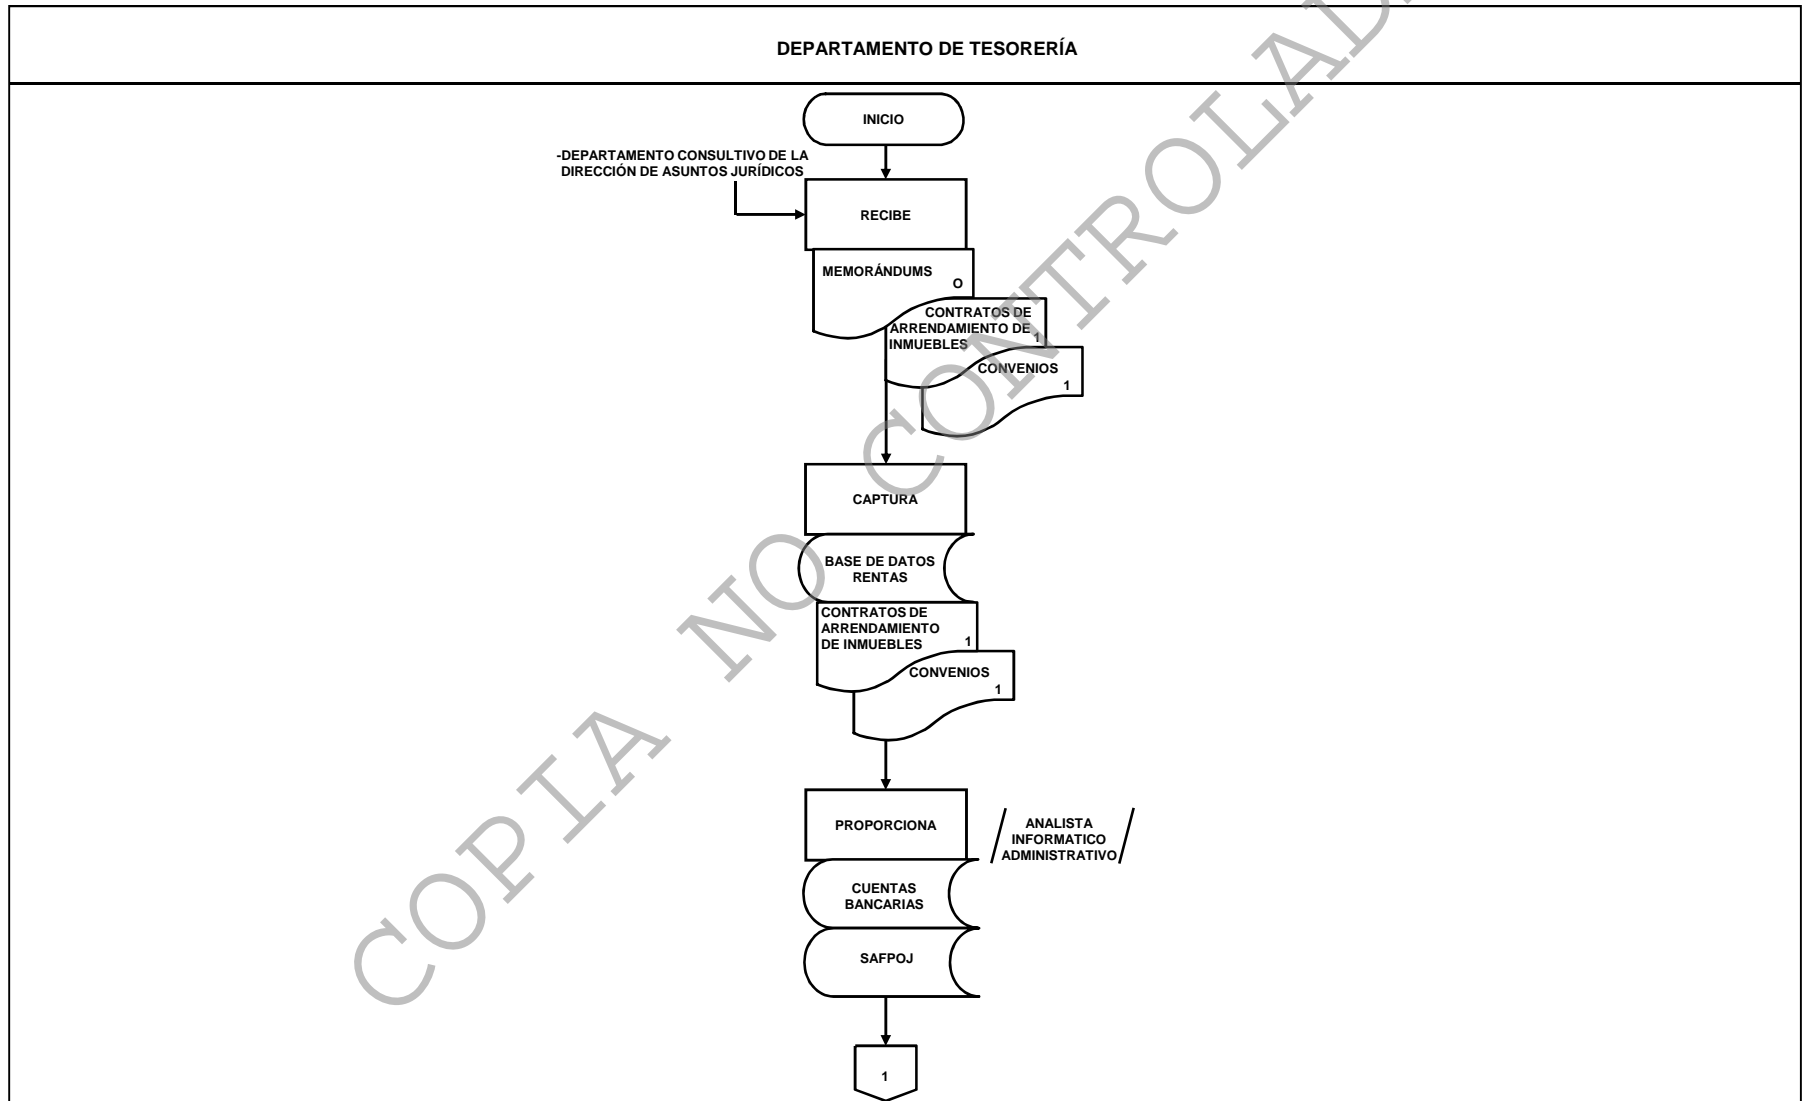 DEPARTAMENTO DE TESORERÍA
INICIO
-DEPARTAMENTO CONSULTIVO DE LA
DIRECCIÓN DE ASUNTOS JURÍDICOS
RECIBE
MEMORÁNDUMS
O
CONTRATOS DE
ARRENDAMIENTO DE
INMUEBLES
1
CONVENIOS
1
CAPTURA
BASE DE DATOS
RENTAS
CONTRATOS DE
ARRENDAMIENTO
DE INMUEBLES
1
CONVENIOS
1
PROPORCIONA
ANALISTA
INFORMATICO
ADMINISTRATIVO
CUENTAS
BANCARIAS
SAFPOJ
1
COPIA NO CONTROLAD